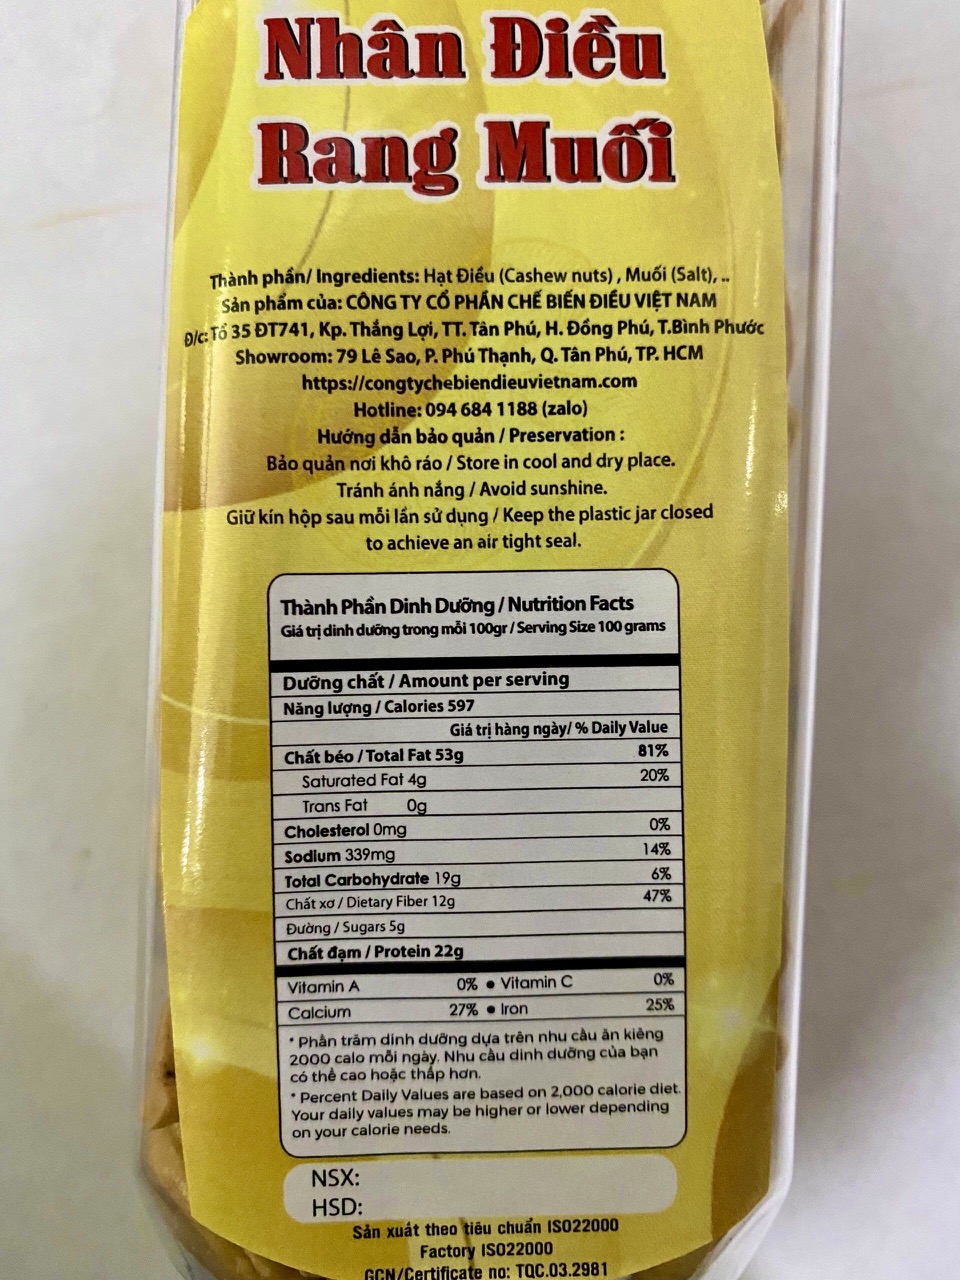 Nhân Điều
Rang Muối
Thành phần/ Ingredients: Hạt Điều (Cashew nuts) , Muối (Salt), ..
Sản phẩm của: CÔNG TY CỔ PHẦN CHẾ BIẾN ĐIỀU VIỆT NAM
Đ/c: Tổ 35 ĐT741, Kp. Thắng Lợi, TT. Tân Phú, H. Đồng Phú, T.Bình Phước
Showroom: 79 Lê Sao, P. Phú Thạnh, Q. Tân Phú, TP. HCM
https://congtychebiendieuvietnam.com
Hotline: 094 684 1188 (zalo)
Hướng dẫn bảo quản / Preservation :
Bảo quản nơi khô ráo / Store in cool and dry place.
Tránh ánh nắng / Avoid sunshine.
Giữ kín hộp sau mỗi lần sử dụng / Keep the plastic jar closed
to achieve an air tight seal.
Thành Phần Dinh Dưỡng / Nutrition Facts
Giá trị dinh dưỡng trong mỗi 100gr / Serving Size 100 grams
Dưỡng chất / Amount per serving
Năng lượng / Calories 597
Giá trị hàng ngày/ % Daily Value
Chất béo / Total Fat 53g 81%
Saturated Fat 4g 20%
Trans Fat 0g
Cholesterol 0mg 0%
Sodium 339mg 14%
Total Carbohydrate 19g 6%
Chất xơ / Dietary Fiber 12g 47%
Đường / Sugars 5g
Chất đạm / Protein 22g
Vitamin A 0% • Vitamin C 0%
Calcium 27% • Iron 25%
* Phần trăm dinh dưỡng dựa trên nhu cầu ăn kiêng
2000 calo mỗi ngày. Nhu cầu dinh dưỡng của bạn
có thể cao hoặc thấp hơn.
* Percent Daily Values are based on 2,000 calorie diet.
Your daily values may be higher or lower depending
on your calorie needs.
NSX:
HSD:
Sản xuất theo tiêu chuẩn ISO22000
Factory ISO22000
GCN/Certificate no: TQC.03.2981